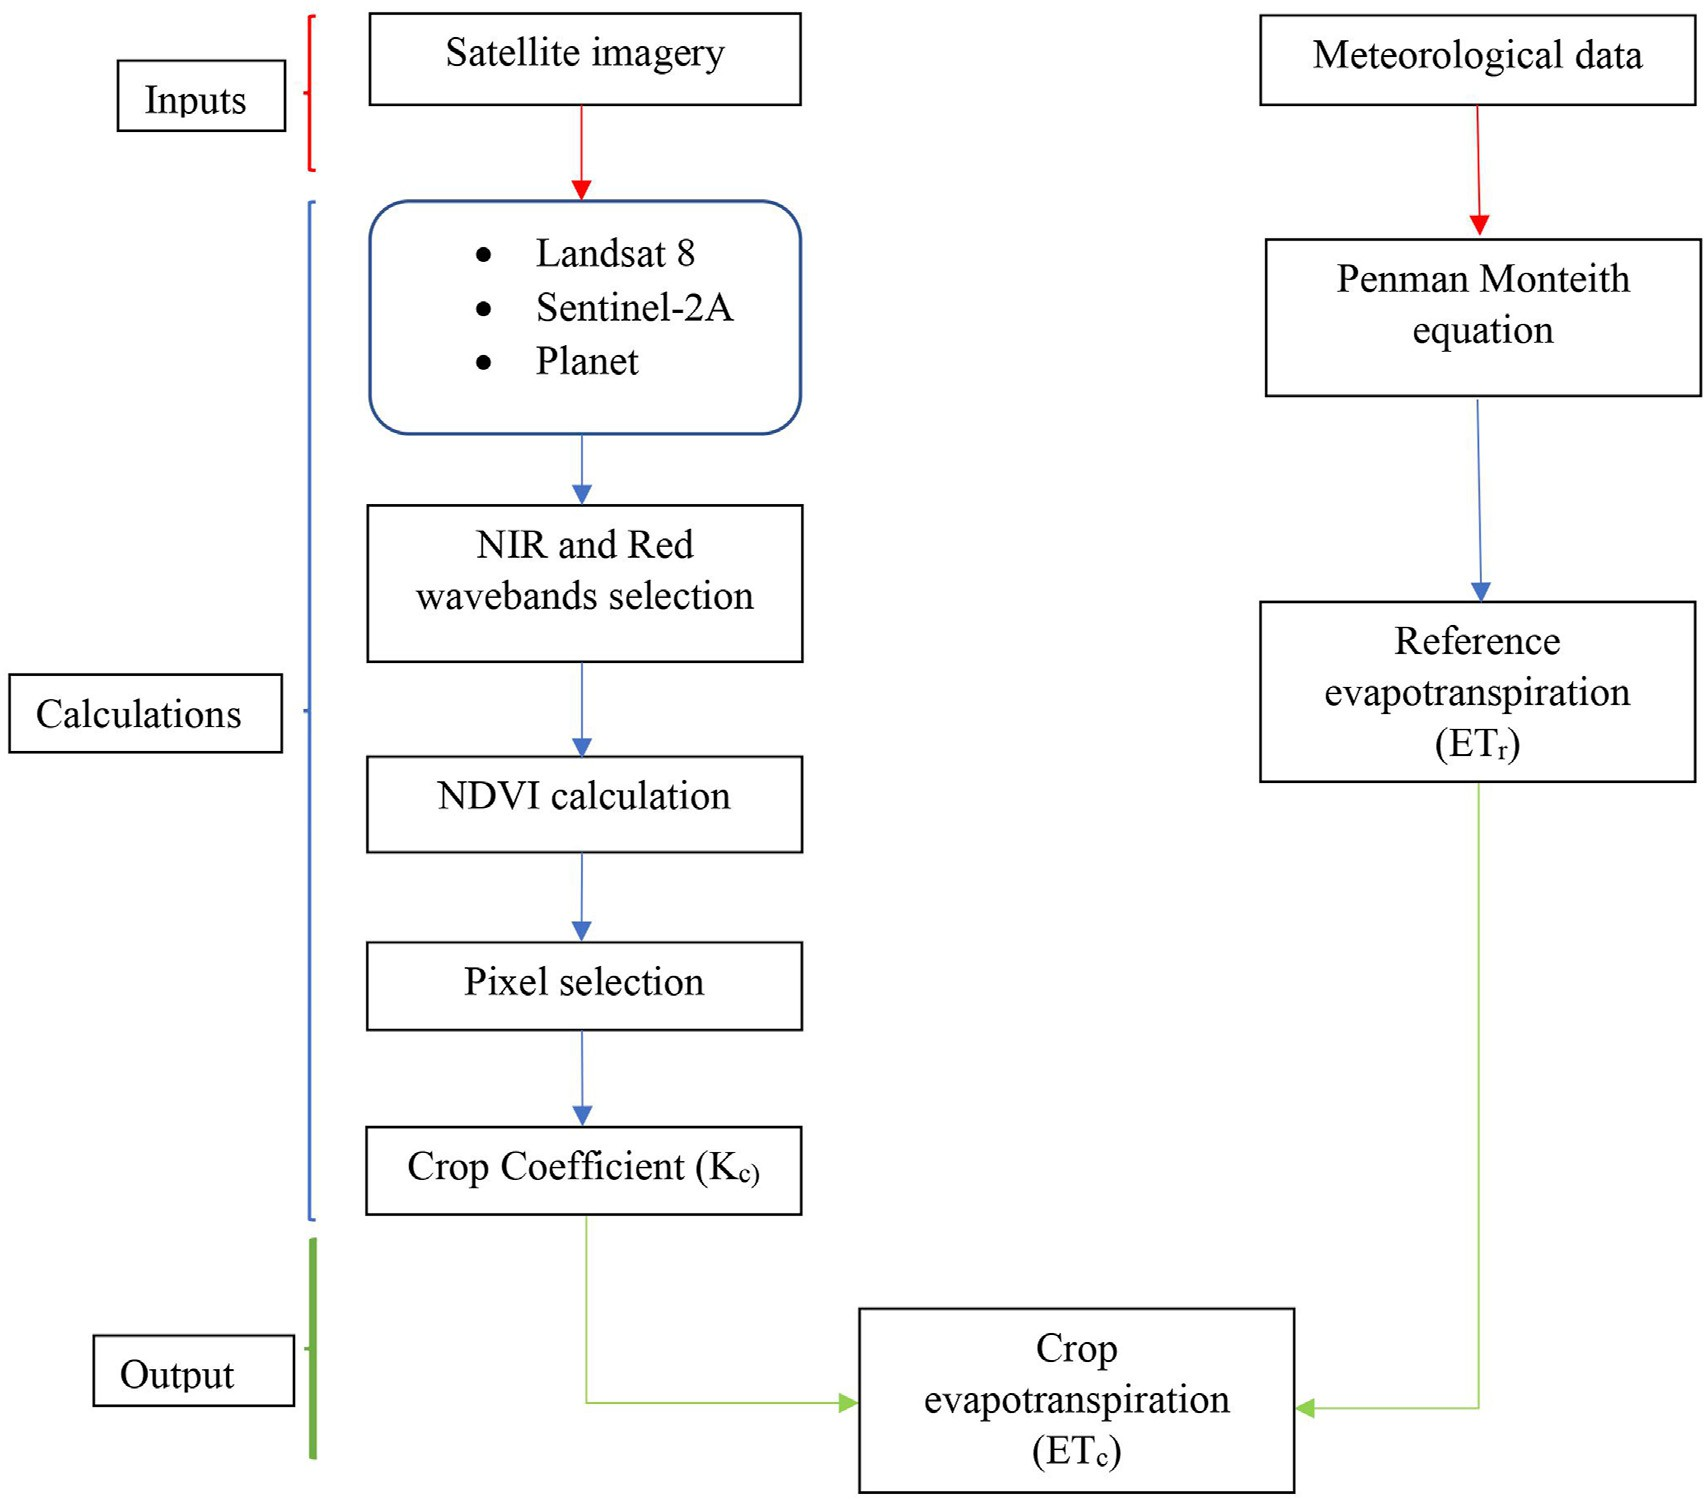 Inputs
Satellite imagery
Meteorological data
• Landsat 8
• Sentinel-2A
• Planet
Penman Monteith
equation
NIR and Red
wavebands selection
Calculations
Reference
evapotranspiration
(ETr)
NDVI calculation
Pixel selection
Crop Coefficient (Kc)
Output
Crop
evapotranspiration
(ETc)